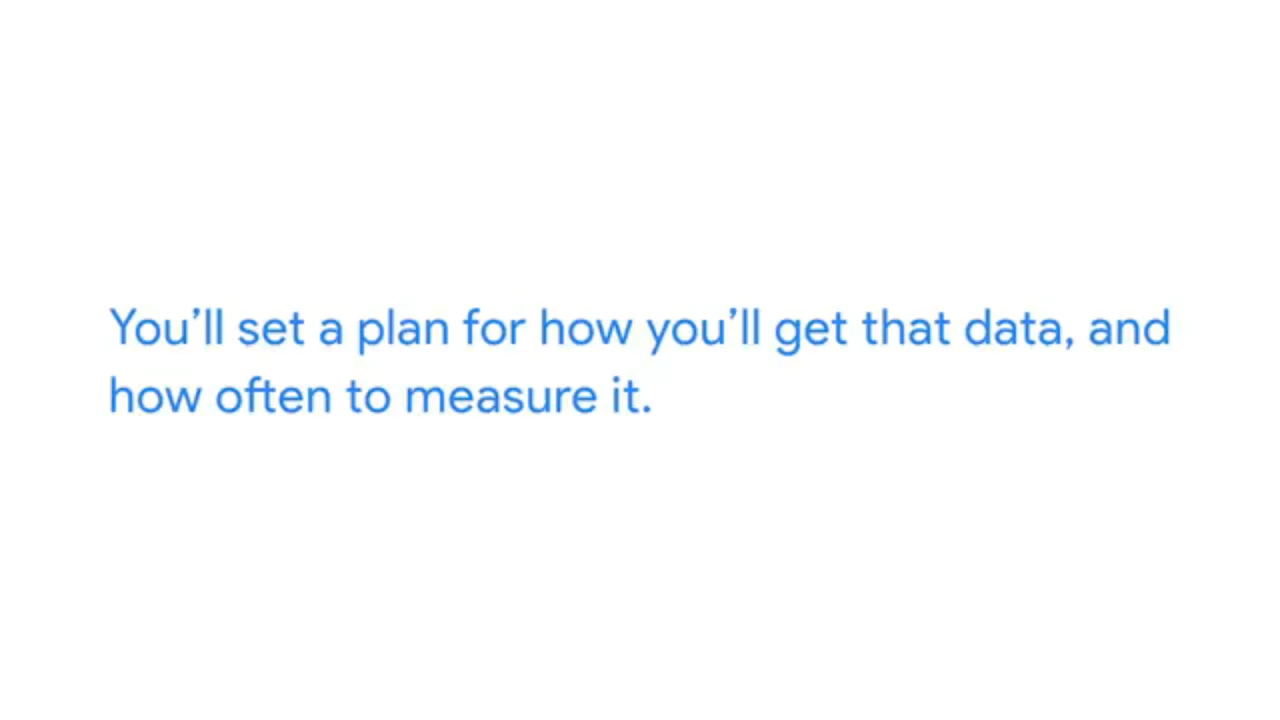 You’ll set a plan for how you’ll get that data, and
how often to measure it.